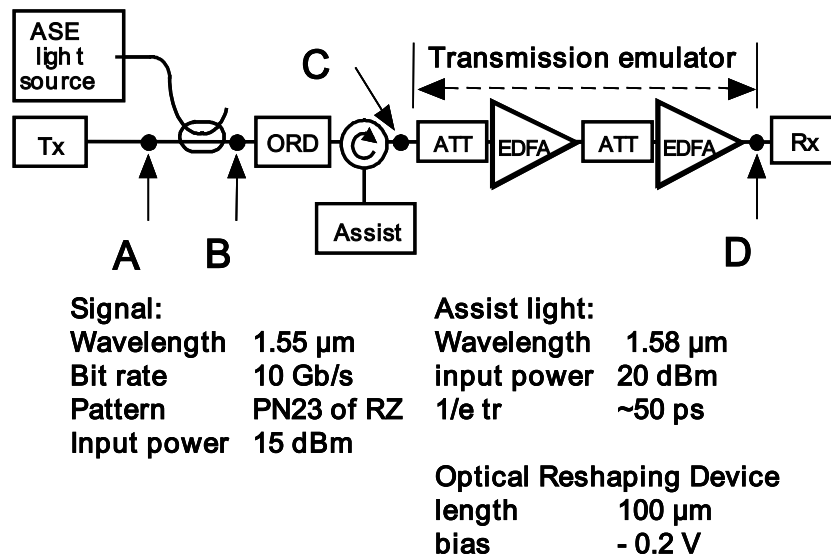 ASE
light
source
C
Transmission emulator
Tx
ORD
ATT
EDFA
ATT
EDFA
Rx
Assist
A
B
D
Signal:
Wavelength 1.55 µm
Bit rate 10 Gb/s
Pattern PN23 of RZ
Input power 15 dBm
Assist light:
Wavelength 1.58 µm
input power 20 dBm
1/e tr ~50 ps
Optical Reshaping Device
length 100 µm
bias - 0.2 V